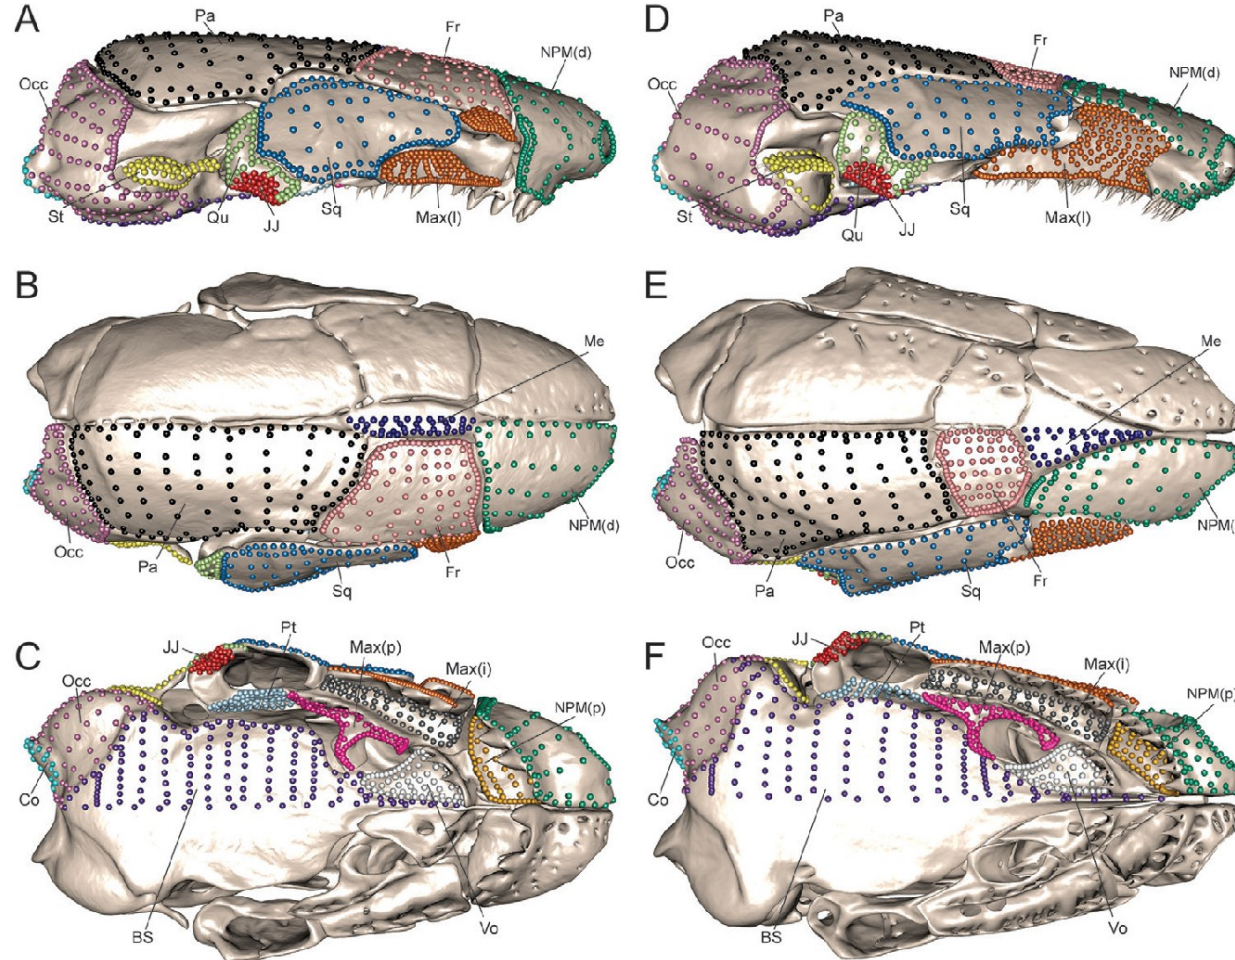 A
Pa
Fr
NPM(d)
Occ
St
Qu
JJ
Sq
Max(l)
D
Pa
Fr
NPM(d)
Occ
St
Qu
JJ
Sq
Max(l)
B
Me
NPM(d)
Occ
Pa
Sq
Fr
E
Me
NPM(
Occ
Pa
Sq
Fr
C
JJ
Pt
Max(p)
Max(i)
Occ
NPM(p)
Co
BS
Vo
F
Occ
JJ
Pt
Max(p)
Max(i)
NPM(p)
Co
BS
Vo